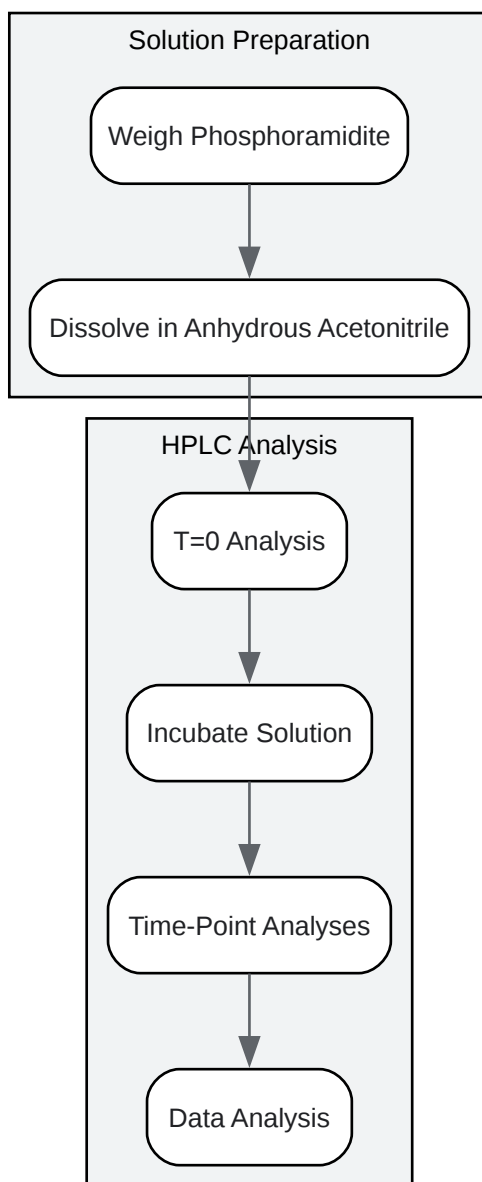 Solution Preparation
Weigh Phosphoramidite
Dissolve in Anhydrous Acetonitrile
HPLC Analysis
T=0 Analysis
Incubate Solution
Time-Point Analyses
Data Analysis